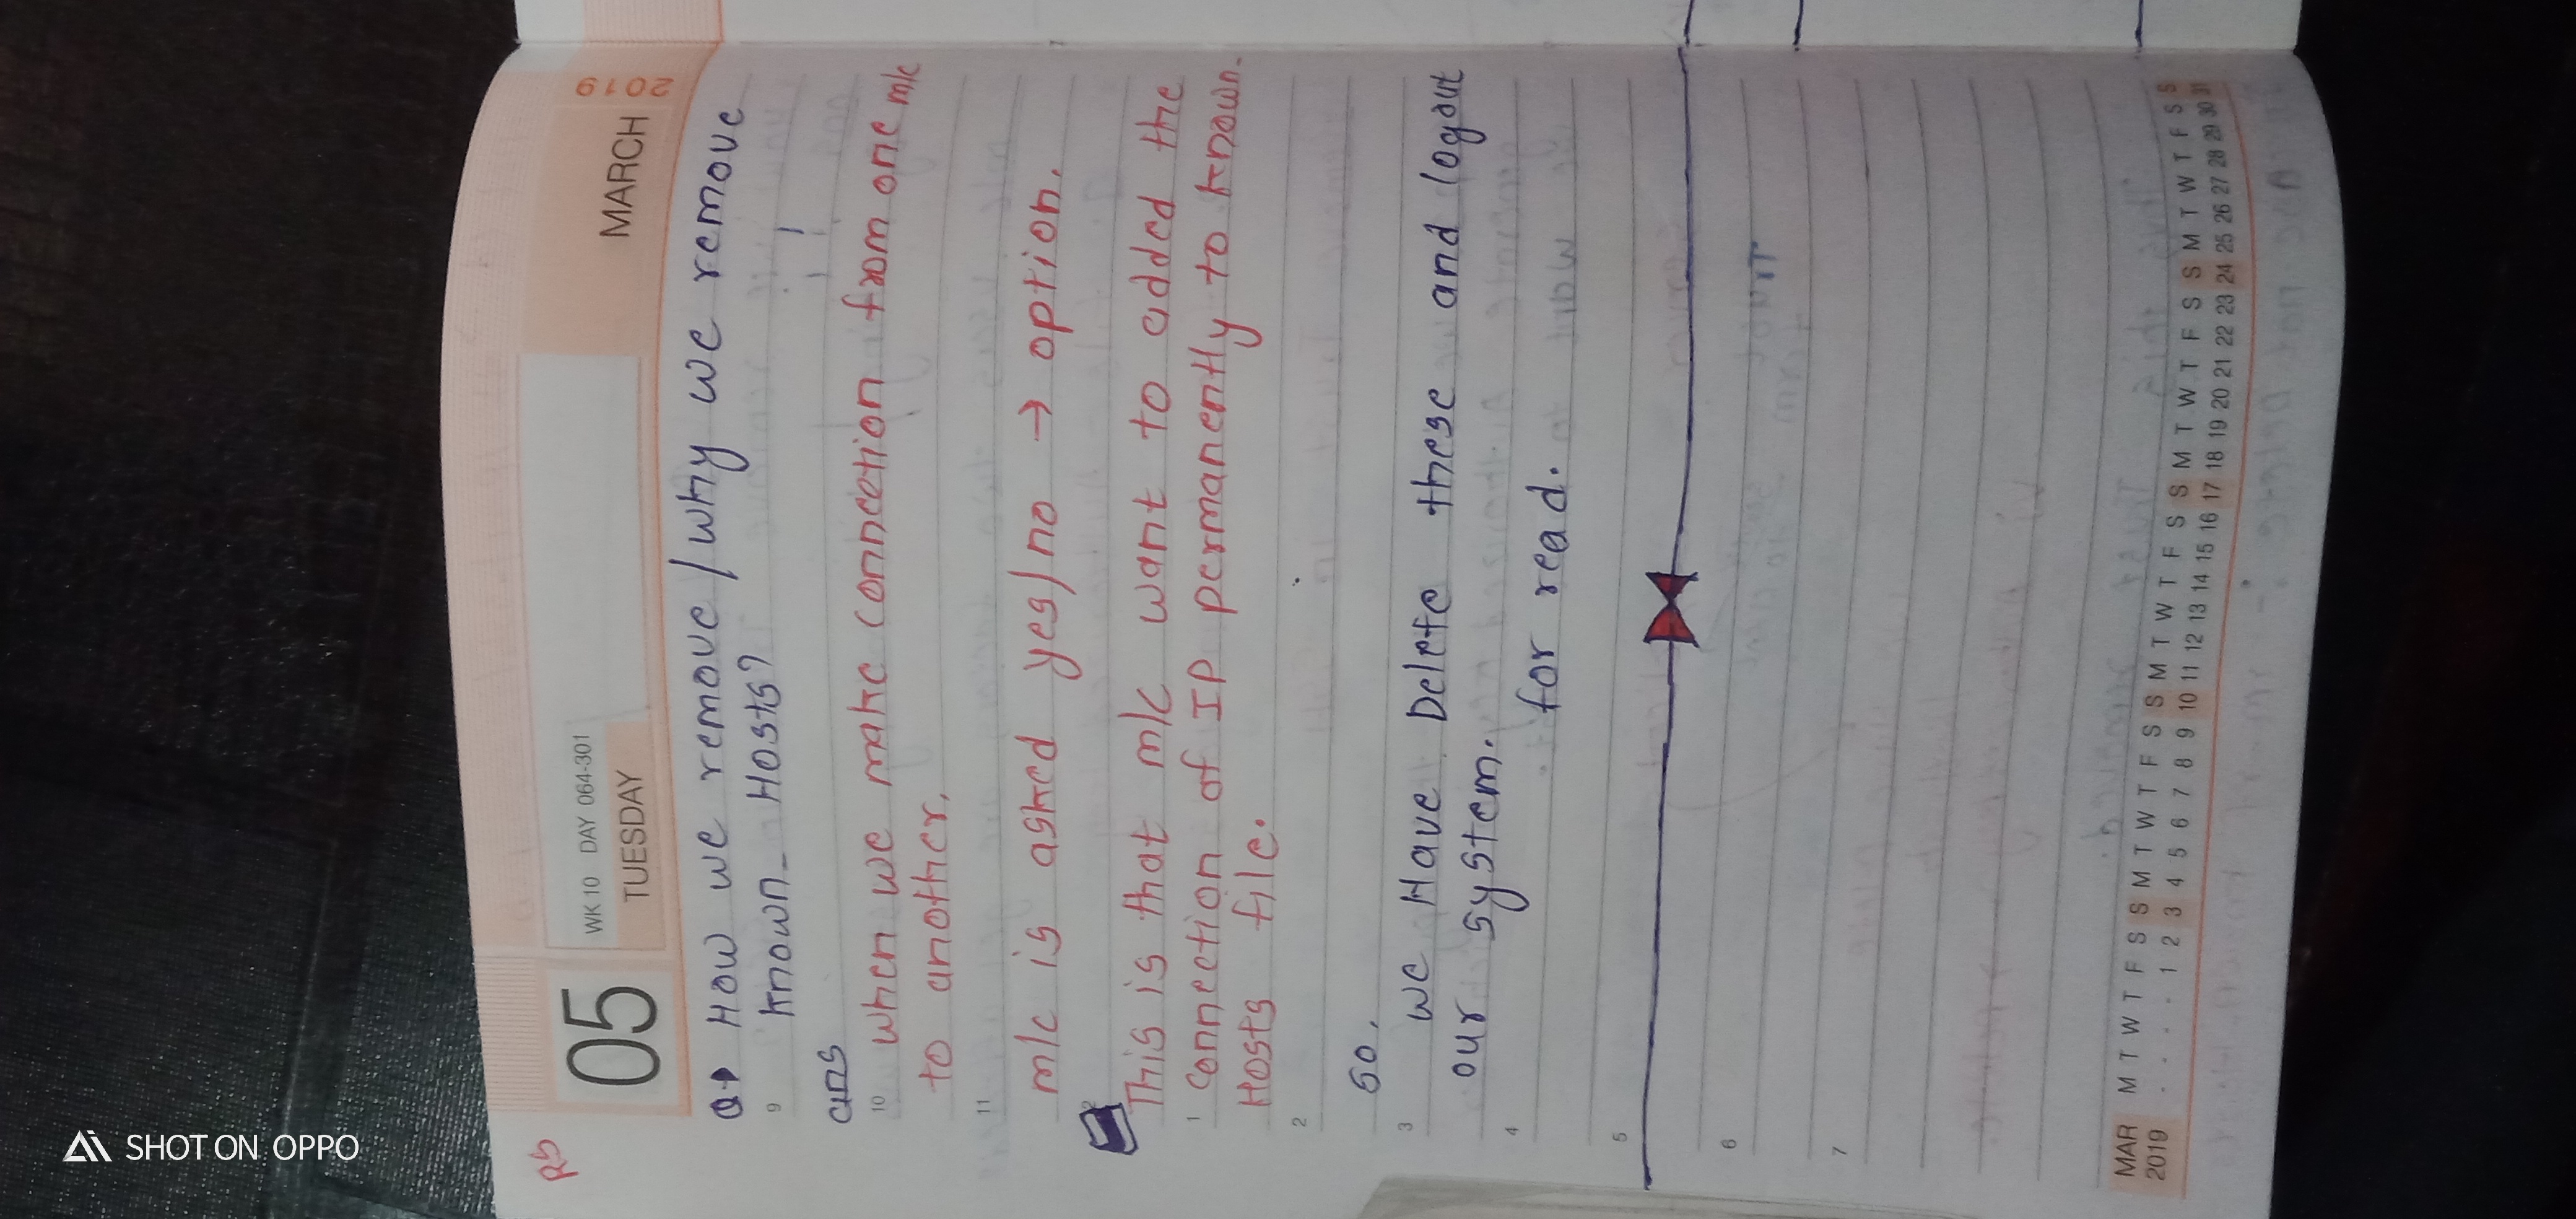 P5
05
WK 10 DAY 064-301
TUESDAY
MARCH
2019
Q→ How we remove / why we remove
known_Hosts?
9
ans
10 when we make connection from one m/c
to another.
11
m/c is asked yes/no → option.
This is that m/c want to added the
1 connection of IP permanently to known-
Hosts file.
2
so,
3 we Have Delete these and logout
our system.
4 for read.
5
6
7
MAR M T W T F S S M T W T F S S M T W T F S S M T W T F S S M T W T F S S
2019 . . . . 1 2 3 4 5 6 7 8 9 10 11 12 13 14 15 16 17 18 19 20 21 22 23 24 25 26 27 28 29 30 31
SHOT ON OPPO